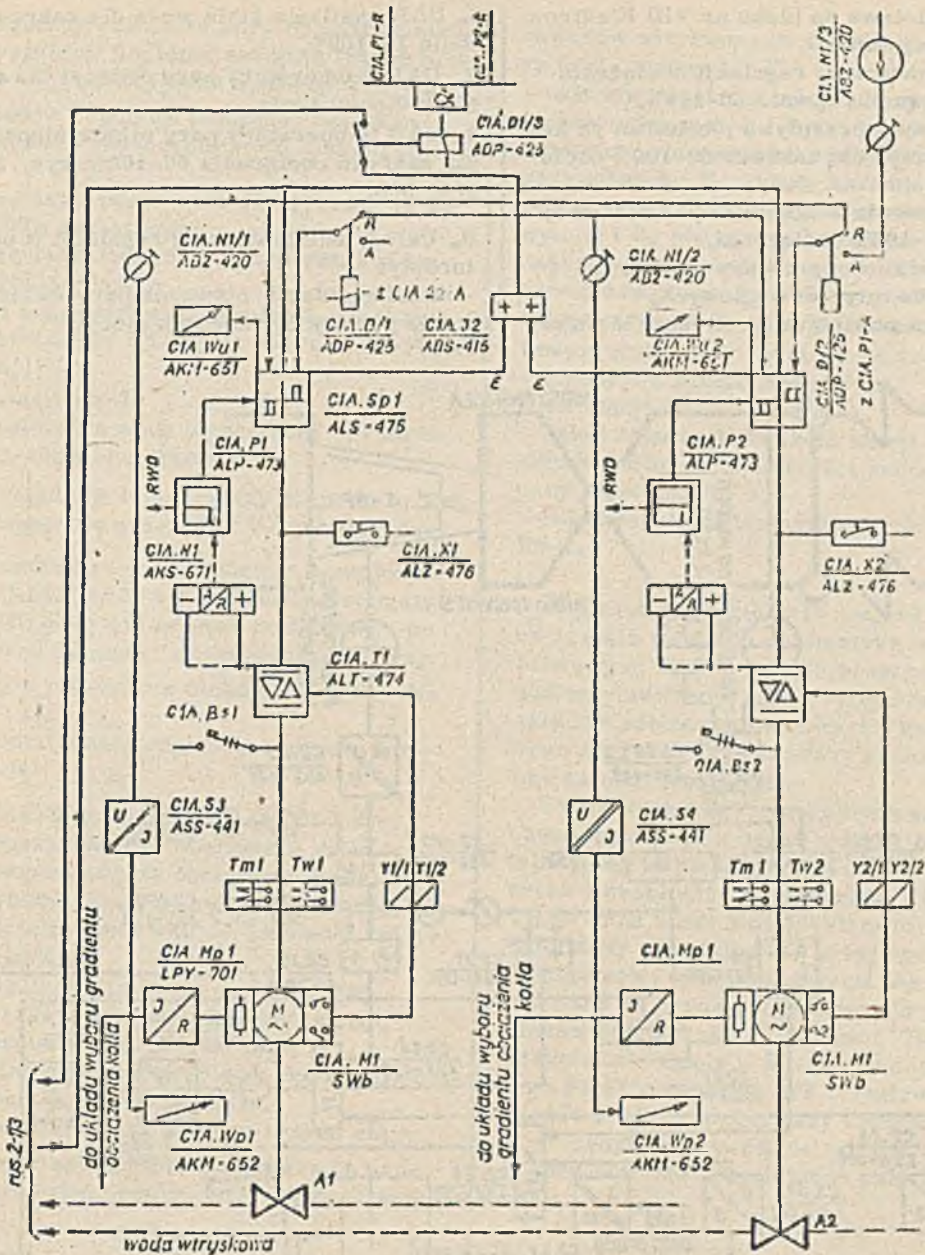 C1A.P1-R
C1A.P2-R
C1A.N1/3
ADZ-420
&
C1A.D1/3
ADP-423
C1A.N1/1
ADZ-420
R
A
C1A.N1/2
ADZ-420
R
A
C1A.Wu1
AKM-651
C1A.D/1
ADP-423
C1A.J2
ADS-415
C1A.Wu2
AKM-651
C1A.D/2
ADP-423
z C1A.P1-A
ε
ε
C1A.Sp1
ALS-475
C1A.P1
ALP-473
C1A.P2
ALP-473
RWD
RWD
C1A.N1
AKS-671
C1A.X1
ALZ-476
C1A.X2
ALZ-476
- A/R +
- A/R +
C1A.T1
ALT-474
C1A.Bs1
C1A.Bs2
U
J
C1A.S3
ASS-441
U
J
C1A.S4
ASS-441
Tm1 Tw1 Y1/1 Y1/2
Tm1 Tw2 Y2/1 Y2/2
do układu wyboru gradientu
obciążenia kotła
C1A.Mp1
LPY-701
C1A.Mp1
do układu wyboru
gradientu obciążenia
kotła
J
R
M
~
J
R
M
~
C1A.M1
SWb
C1A.M1
SWb
rys.2-173
C1A.Wp1
AKM-652
C1A.Wp2
AKM-652
A1
A2
woda wtryskowa